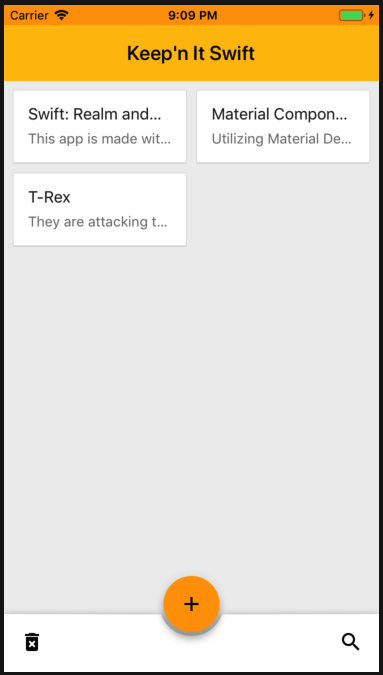 Carrier 9:09 PM
Keep'n It Swift
Swift: Realm and...
This app is made wit...
Material Compon...
Utilizing Material De...
T-Rex
They are attacking t...